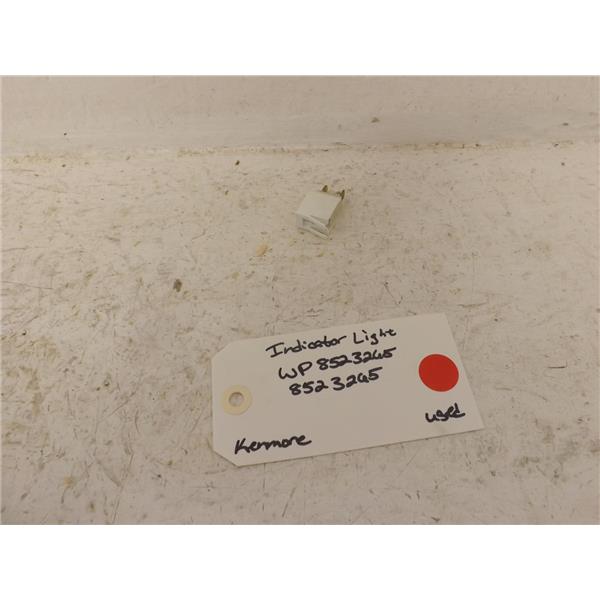 Indicator Light
WP8523265
8523265
Kenmore
used